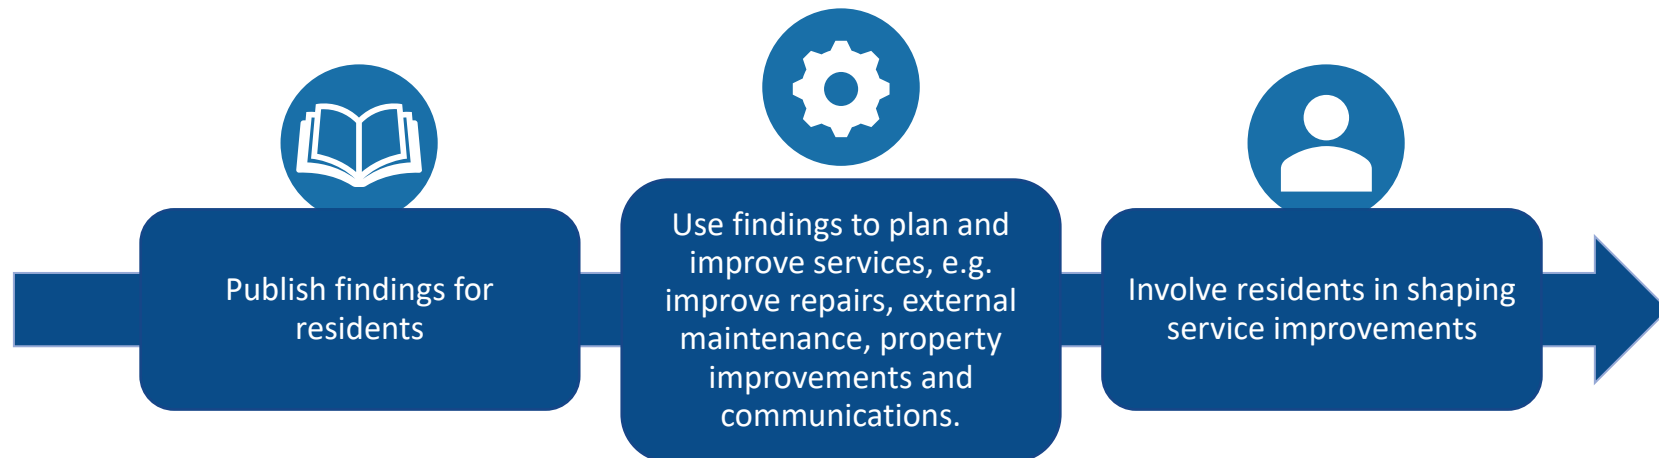 Publish findings for
residents
Use findings to plan and
improve services, e.g.
improve repairs, external
maintenance, property
improvements and
communications.
Involve residents in shaping
service improvements